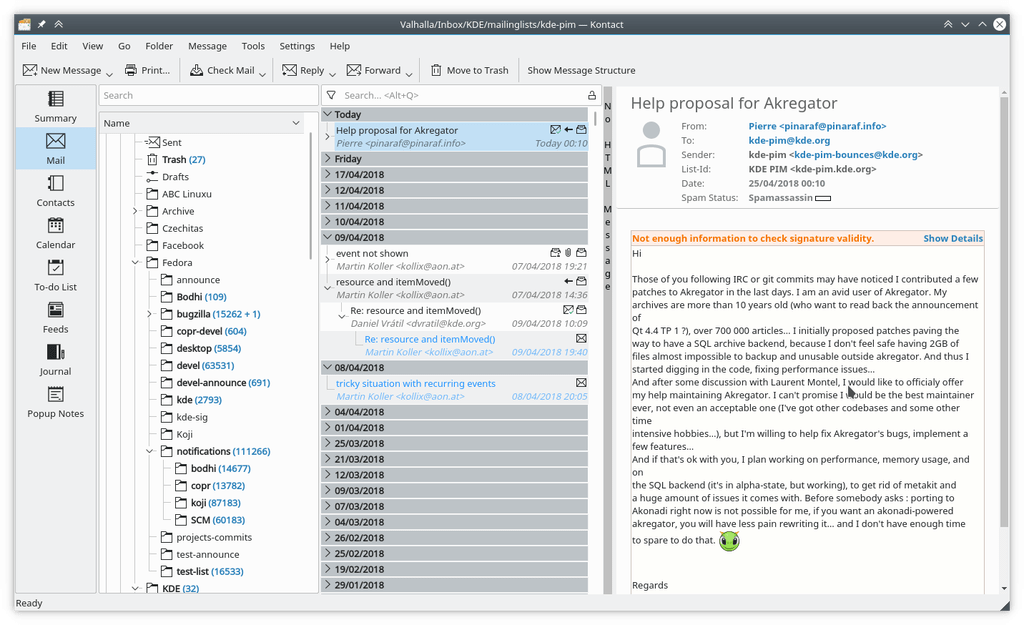 Valhalla/Inbox/KDE/mailinglists/kde-pim — Kontact
File Edit View Go Folder Message Tools Settings Help
New Message Print... Check Mail Reply Forward Move to Trash Show Message Structure
Summary
Mail
Contacts
Calendar
To-do List
Feeds
Journal
Popup Notes
Search
Name
Sent
Trash (27)
Drafts
ABC Linuxu
Archive
Czechitas
Facebook
Fedora
announce
Bodhi (109)
bugzilla (15262 + 1)
copr-devel (604)
desktop (5854)
devel (63531)
devel-announce (691)
kde (2793)
kde-sig
Koji
notifications (111266)
bodhi (14677)
copr (13782)
koji (87183)
SCM (60183)
projects-commits
test-announce
test-list (16533)
KDE (32)
Search... <Alt+Q>
Today
Help proposal for Akregator
Pierre <pinaraf@pinaraf.info> Today 00:10
Friday
17/04/2018
12/04/2018
11/04/2018
10/04/2018
09/04/2018
event not shown
Martin Koller <kollix@aon.at> 07/04/2018 19:21
resource and itemMoved()
Martin Koller <kollix@aon.at> 07/04/2018 14:36
Re: resource and itemMoved()
Daniel Vrátil <dvratil@kde.org> 09/04/2018 10:09
Re: resource and itemMoved()
Martin Koller <kollix@aon.at> 09/04/2018 19:40
08/04/2018
tricky situation with recurring events
Martin Koller <kollix@aon.at> 08/04/2018 20:05
04/04/2018
01/04/2018
25/03/2018
21/03/2018
12/03/2018
09/03/2018
07/03/2018
04/03/2018
26/02/2018
25/02/2018
19/02/2018
29/01/2018
No HTML Message
Help proposal for Akregator
From: Pierre <pinaraf@pinaraf.info>
To: kde-pim@kde.org
Sender: kde-pim <kde-pim-bounces@kde.org>
List-Id: KDE PIM <kde-pim.kde.org>
Date: 25/04/2018 00:10
Spam Status: Spamassassin
Not enough information to check signature validity. Show Details
Hi
Those of you following IRC or git commits may have noticed I contributed a few
patches to Akregator in the last days. I am an avid user of Akregator. My
archives are more than 10 years old (who want to read back the announcement
of
Qt 4.4 TP 1 ?), over 700 000 articles... I initially proposed patches paving the
way to have a SQL archive backend, because I don't feel safe having 2GB of
files almost impossible to backup and unusable outside akregator. And thus I
started digging in the code, fixing performance issues...
And after some discussion with Laurent Montel, I would like to officialy offer
my help maintaining Akregator. I can't promise I would be the best maintainer
ever, not even an acceptable one (I've got other codebases and some other
time
intensive hobbies...), but I'm willing to help fix Akregator's bugs, implement a
few features...
And if that's ok with you, I plan working on performance, memory usage, and
on
the SQL backend (it's in alpha-state, but working), to get rid of metakit and
a huge amount of issues it comes with. Before somebody asks : porting to
Akonadi right now is not possible for me, if you want an akonadi-powered
akregator, you will have less pain rewriting it... and I don't have enough time
to spare to do that.
Regards
Ready